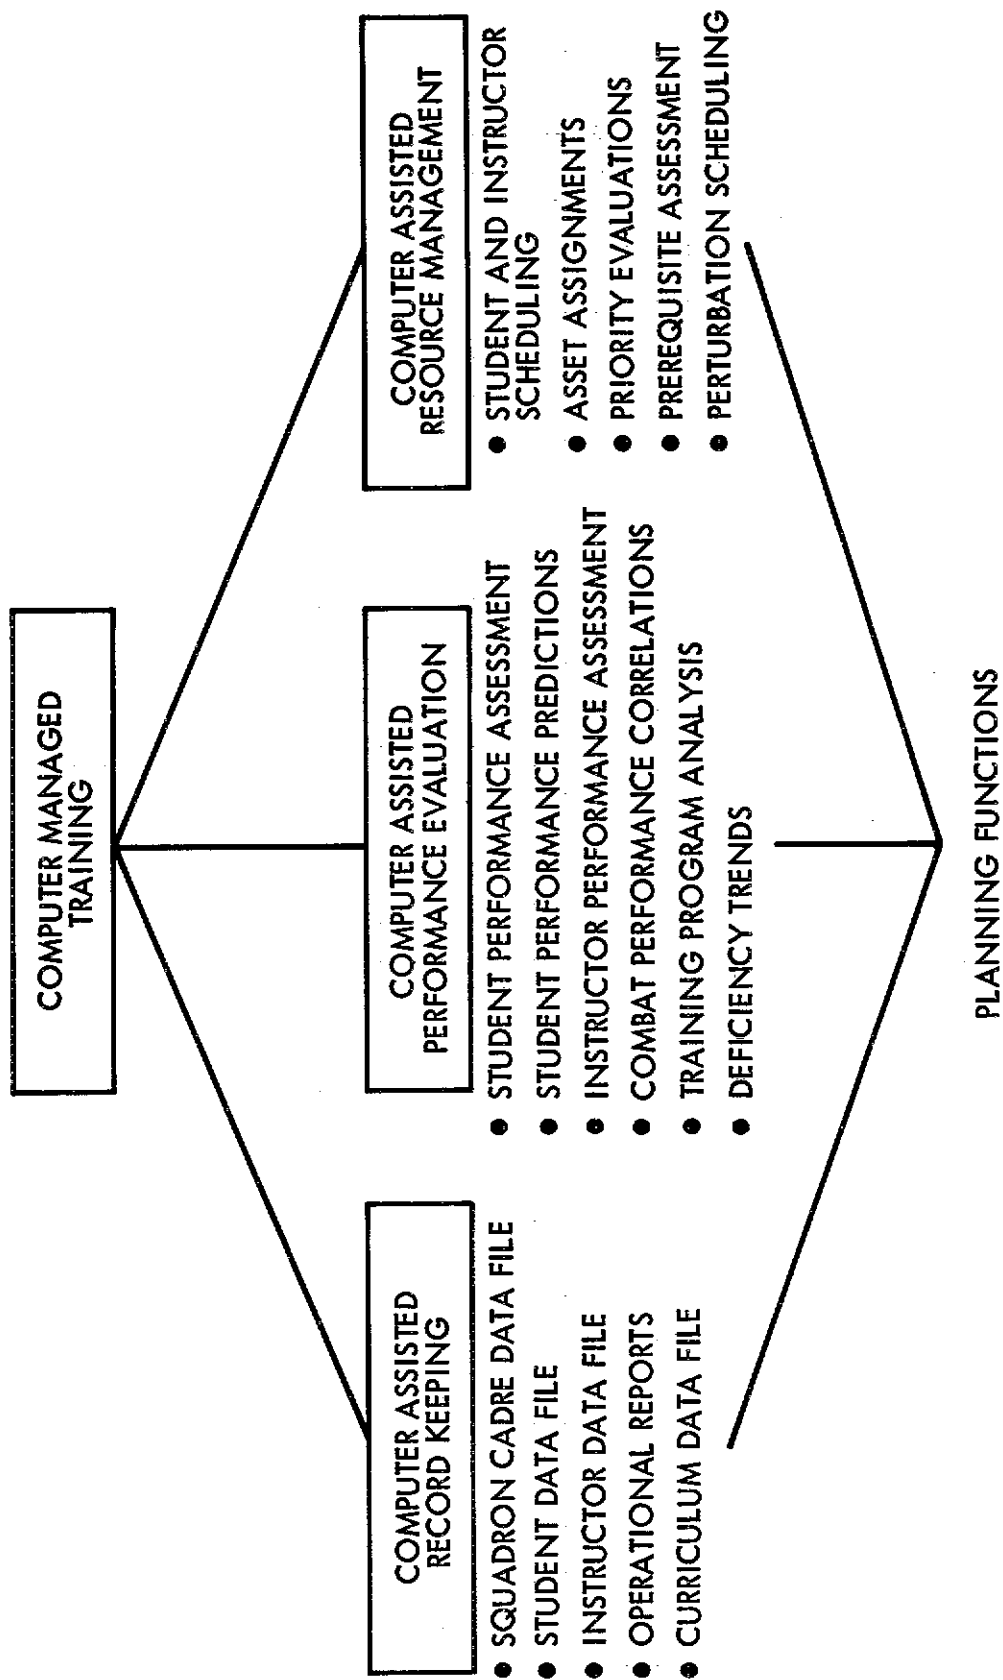 COMPUTER MANAGED
TRAINING
COMPUTER ASSISTED
RECORD KEEPING
● SQUADRON CADRE DATA FILE
● STUDENT DATA FILE
● INSTRUCTOR DATA FILE
● OPERATIONAL REPORTS
● CURRICULUM DATA FILE
COMPUTER ASSISTED
PERFORMANCE EVALUATION
● STUDENT PERFORMANCE ASSESSMENT
● STUDENT PERFORMANCE PREDICTIONS
● INSTRUCTOR PERFORMANCE ASSESSMENT
● COMBAT PERFORMANCE CORRELATIONS
● TRAINING PROGRAM ANALYSIS
● DEFICIENCY TRENDS
COMPUTER ASSISTED
RESOURCE MANAGEMENT
● STUDENT AND INSTRUCTOR
SCHEDULING
● ASSET ASSIGNMENTS
● PRIORITY EVALUATIONS
● PREREQUISITE ASSESSMENT
● PERTURBATION SCHEDULING
PLANNING FUNCTIONS